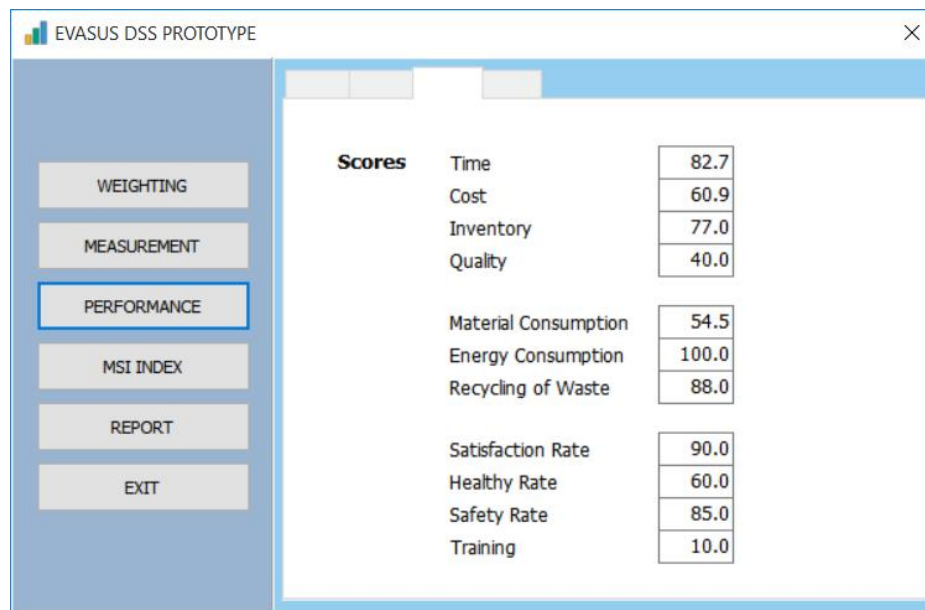 EVASUS DSS PROTOTYPE
WEIGHTING
MEASUREMENT
PERFORMANCE
MSI INDEX
REPORT
EXIT
Scores Time 82.7
Cost 60.9
Inventory 77.0
Quality 40.0
Material Consumption 54.5
Energy Consumption 100.0
Recycling of Waste 88.0
Satisfaction Rate 90.0
Healthy Rate 60.0
Safety Rate 85.0
Training 10.0